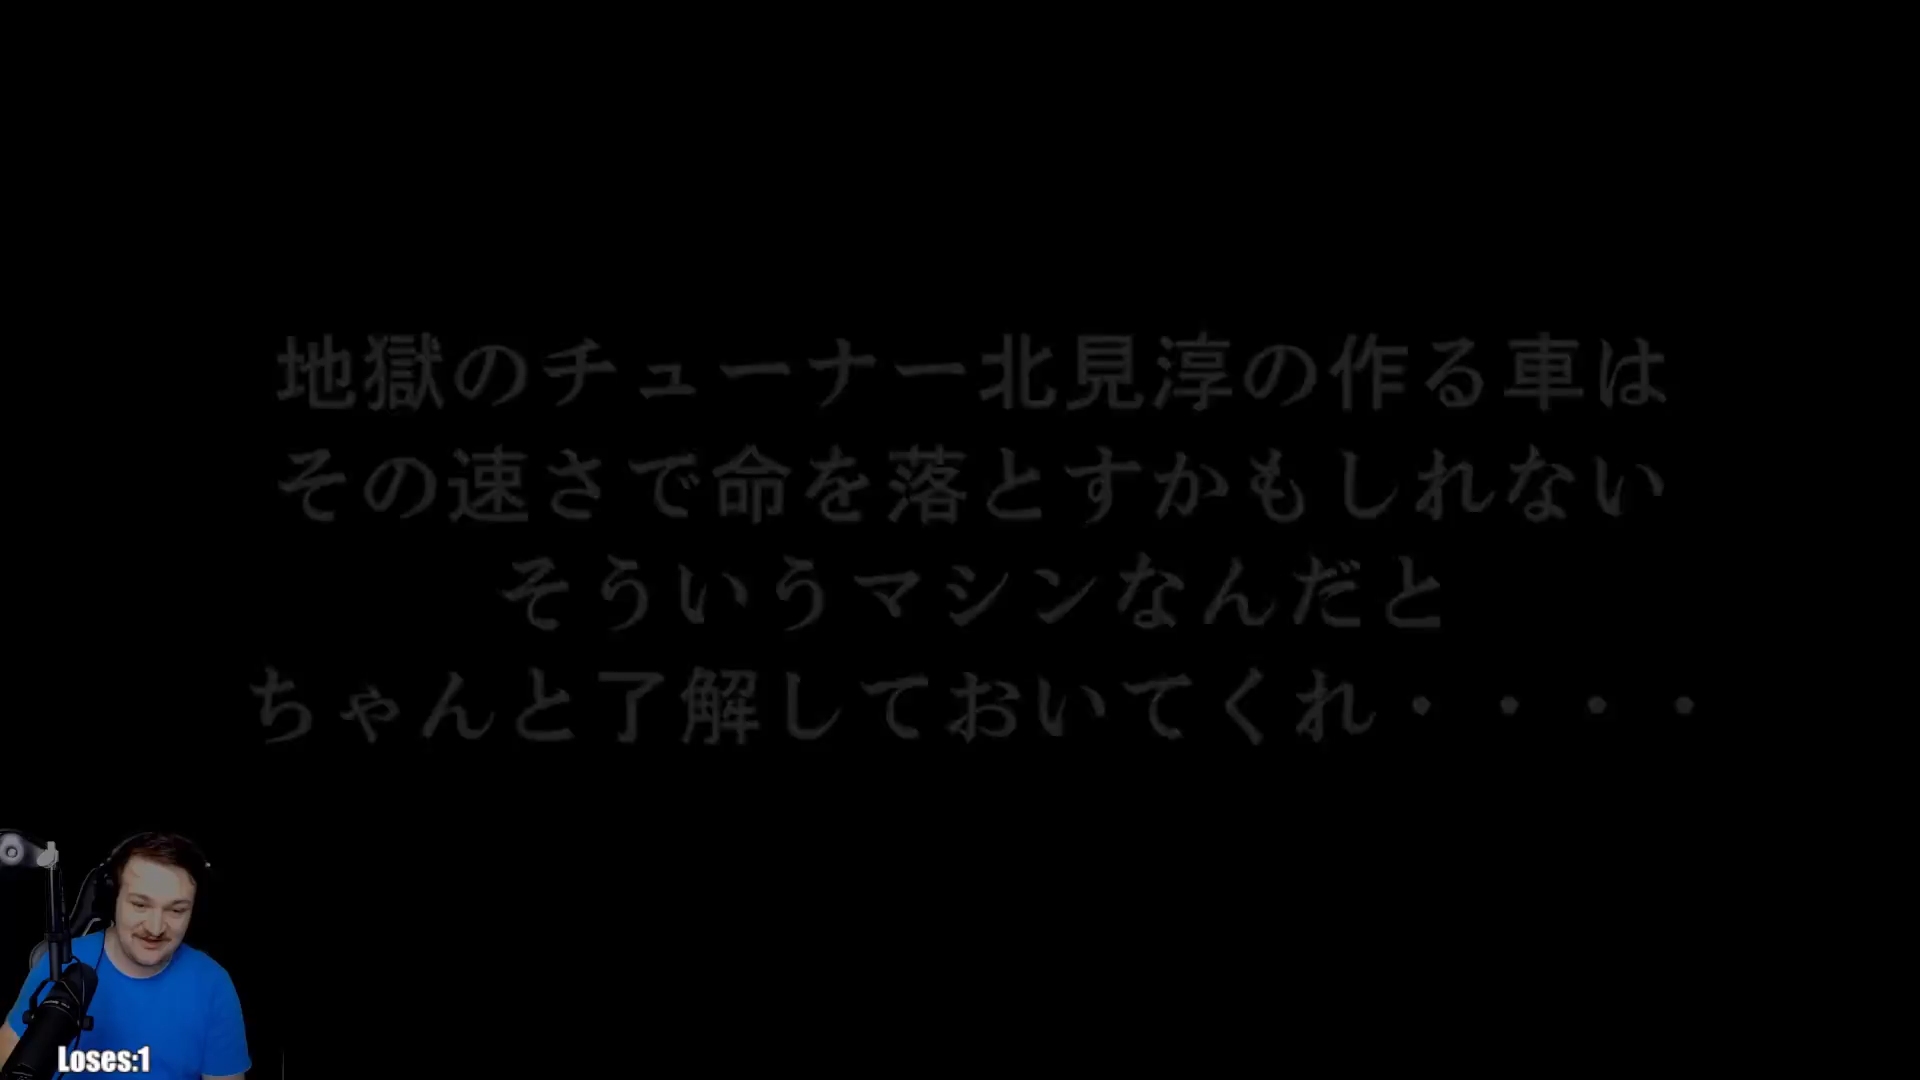 地獄のチューナー北見淳の作る車は
その速さで命を落とすかもしれない
そういうマシンなんだと
ちゃんと了解しておいてくれ・・・・
Loses:1